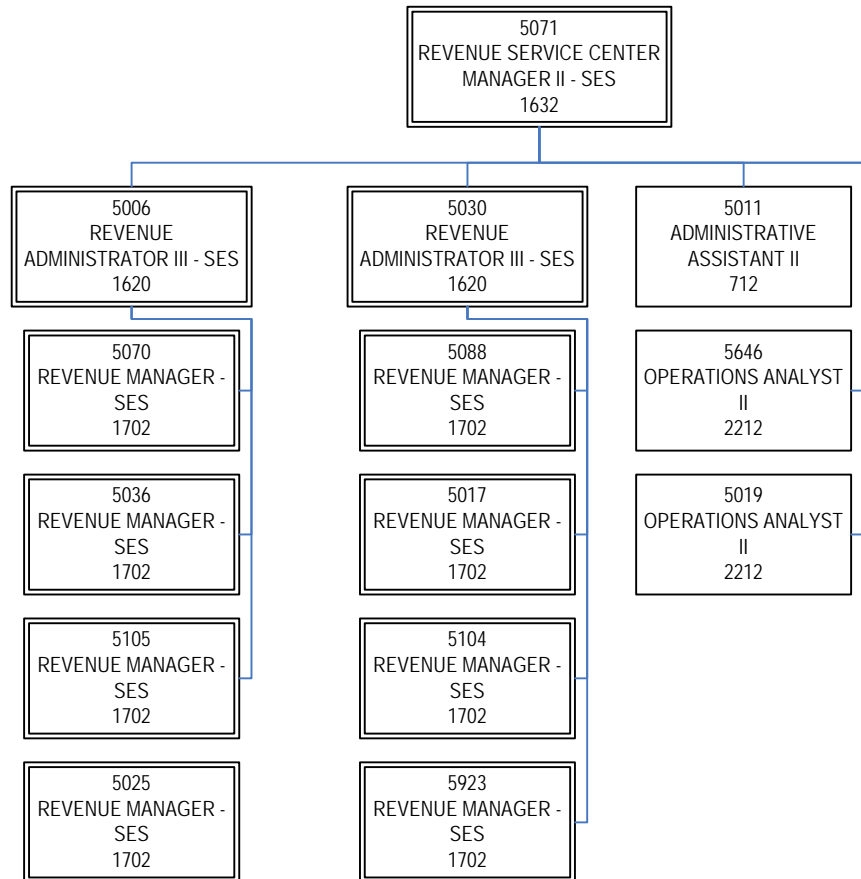 5071
REVENUE SERVICE CENTER
MANAGER II - SES
1632
5006
REVENUE
ADMINISTRATOR III - SES
1620
5030
REVENUE
ADMINISTRATOR III - SES
1620
5011
ADMINISTRATIVE
ASSISTANT II
712
5070
REVENUE MANAGER -
SES
1702
5088
REVENUE MANAGER -
SES
1702
5646
OPERATIONS ANALYST
II
2212
5036
REVENUE MANAGER -
SES
1702
5017
REVENUE MANAGER -
SES
1702
5019
OPERATIONS ANALYST
II
2212
5105
REVENUE MANAGER -
SES
1702
5104
REVENUE MANAGER -
SES
1702
5025
REVENUE MANAGER -
SES
1702
5923
REVENUE MANAGER -
SES
1702